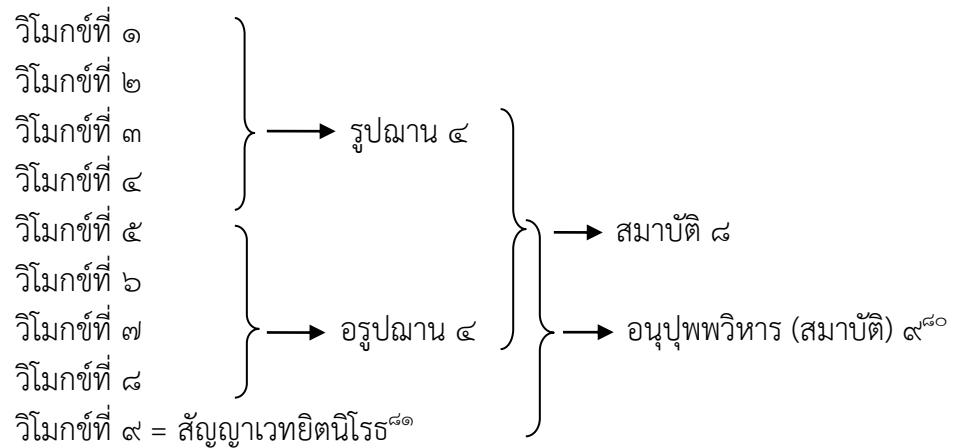 วิโมกข์ที่ ๑
วิโมกข์ที่ ๒
วิโมกข์ที่ ๓ รูปฌาน ๔
วิโมกข์ที่ ๔
วิโมกข์ที่ ๕ สมาบัติ ๘
วิโมกข์ที่ ๖
วิโมกข์ที่ ๗ อรูปฌาน ๔ อนุปุพพวิหาร (สมาบัติ) ๙๘๐
วิโมกข์ที่ ๘
วิโมกข์ที่ ๙ = สัญญาเวทยิตนิโรธ๘๑